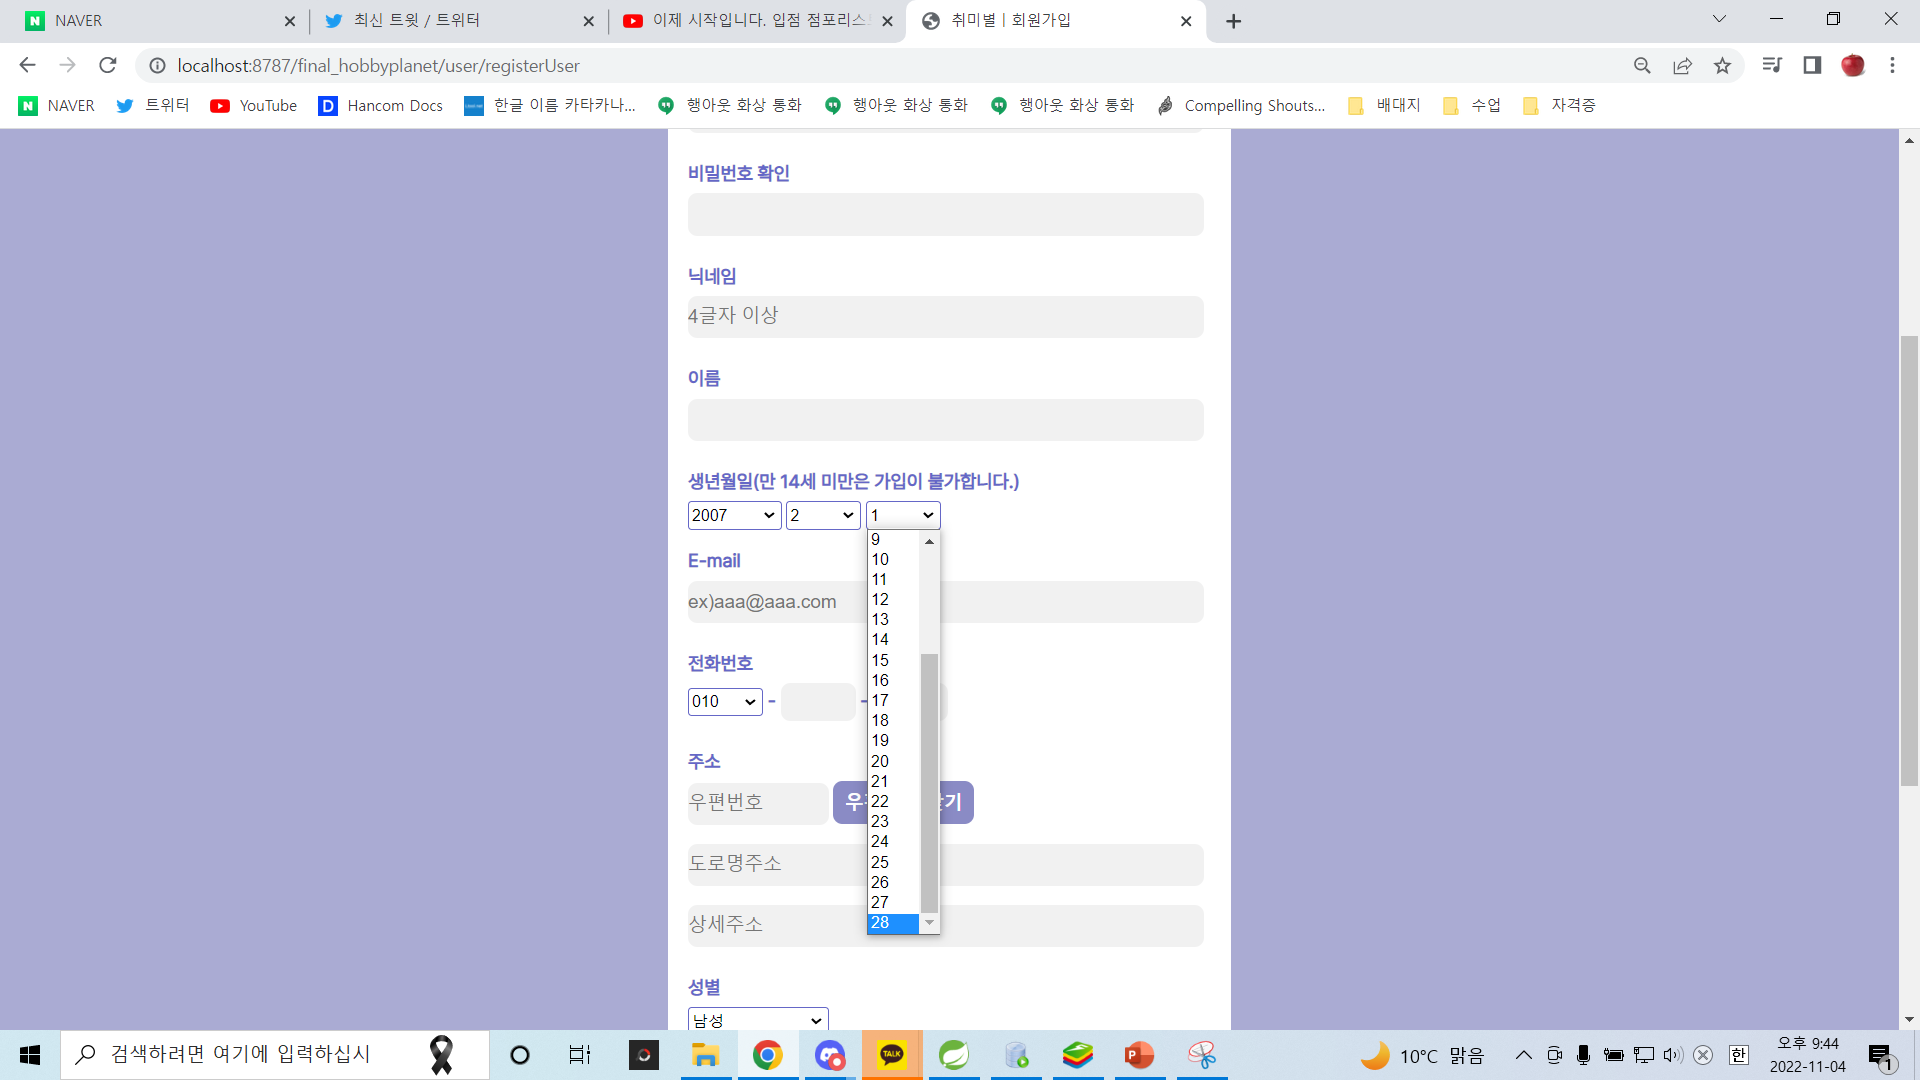 NAVER
최신 트윗 / 트위터
이제 시작입니다. 입점 점포리스
취미별 | 회원가입
localhost:8787/final_hobbyplanet/user/registerUser
NAVER
트위터
YouTube
Hancom Docs
한글 이름 카타카나...
행아웃 화상 통화
행아웃 화상 통화
행아웃 화상 통화
Compelling Shouts...
배대지
수업
자격증
비밀번호 확인
닉네임
4글자 이상
이름
생년월일(만 14세 미만은 가입이 불가합니다.)
2007 2 1
9
10
11
12
13
14
15
16
17
18
19
20
21
22
23
24
25
26
27
28
E-mail
ex)aaa@aaa.com
전화번호
010 - -
주소
우편번호
우 기
도로명주소
상세주소
성별
남성
검색하려면 여기에 입력하십시
TALK
P
10°C 맑음
한
오후 9:44
2022-11-04
1